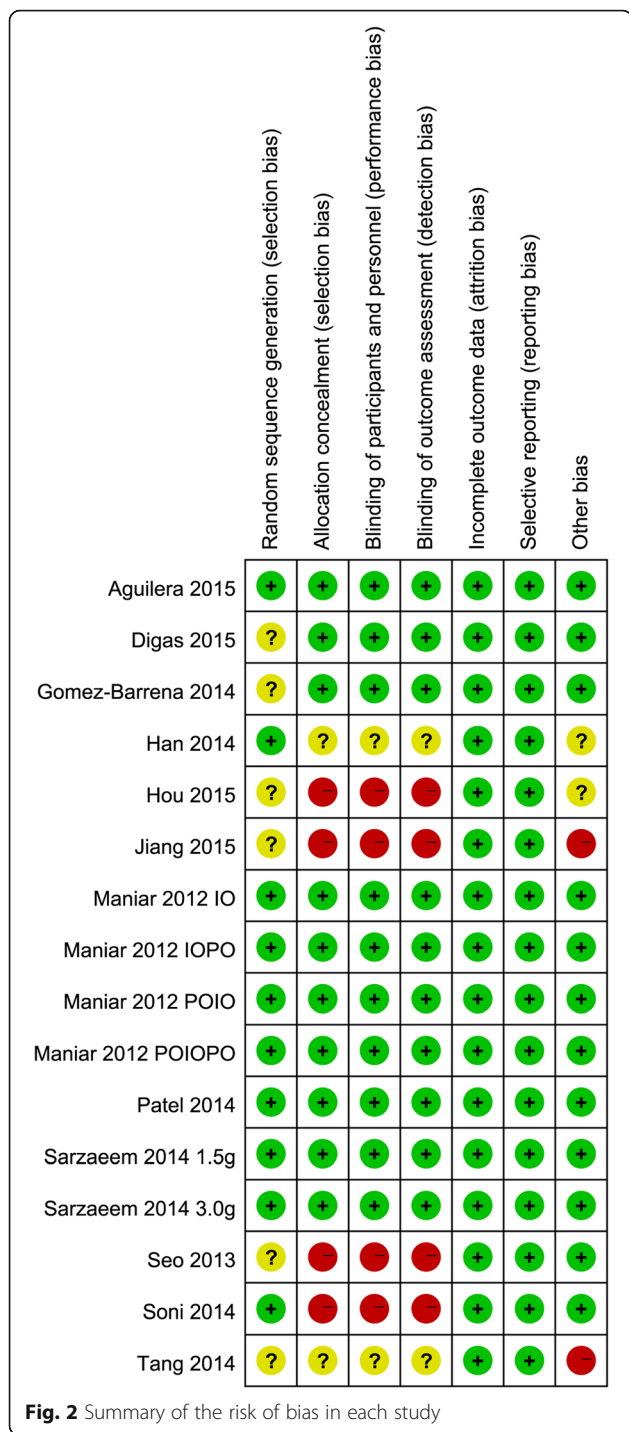 Random sequence generation (selection bias)
Allocation concealment (selection bias)
Blinding of participants and personnel (performance bias)
Blinding of outcome assessment (detection bias)
Incomplete outcome data (attrition bias)
Selective reporting (reporting bias)
Other bias
Aguilera 2015 + + + + + + +
Digas 2015 ? + + + + + +
Gomez-Barrena 2014 ? + + + + + +
Han 2014 + ? ? ? + + ?
Hou 2015 ? – – – + + ?
Jiang 2015 ? – – – + + –
Maniar 2012 IO + + + + + + +
Maniar 2012 IOPO + + + + + + +
Maniar 2012 POIO + + + + + + +
Maniar 2012 POIOPO + + + + + + +
Patel 2014 + + + + + + +
Sarzaeem 2014 1.5g + + + + + + +
Sarzaeem 2014 3.0g + + + + + + +
Seo 2013 ? – – – + + +
Soni 2014 + – – – + + +
Tang 2014 ? ? ? ? + + –
Fig. 2 Summary of the risk of bias in each study